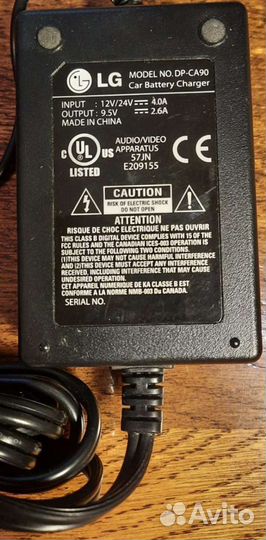 LG MODEL NO. DP-CA90
Car Battery Charger
INPUT : 12V/24V 4.0A
OUTPUT : 9.5V 2.6A
MADE IN CHINA
C UL US
LISTED
AUDIO/VIDEO
APPARATUS
57JN
E209155
CAUTION
RISK OF ELECTRIC SHOCK
DO NOT OPEN
ATTENTION
RISQUE DE CHOC ELECTRIQUE NE PAS OUVRIR
THIS CLASS B DIGITAL DEVICE COMPLIES WITH 15 OF THE
FCC RULES AND THE CANADIAN ICES-003 OPERATION IS
SUBJECT TO THE FOLLOWING TWO CONDITIONS.
(1)THIS DEVICE MAY NOT CAUSE HARMFUL INTERFERENCE
AND (2)THIS DEVICE MUST ACCEPT ANY INTERFERENCE
RECEIVED INCLUDING INTERFERENCE THAT MAY CAUSE
UNDESIRED OPERATION.
CET APPAREIL NUMERIQUE DE KA CLASSE B EST
CONFORME A LA NORME NMB-003 Du CANADA.
SERIAL NO.
Avito